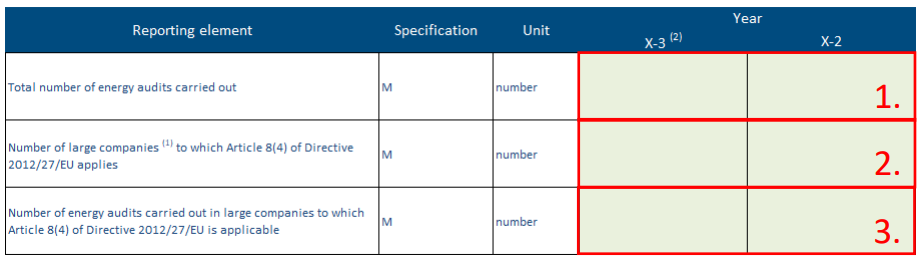 Reporting element Specification Unit Year
X-3 (2) X-2
Total number of energy audits carried out M number 1.
Number of large companies (1) to which Article 8(4) of Directive
2012/27/EU applies M number 2.
Number of energy audits carried out in large companies to which
Article 8(4) of Directive 2012/27/EU is applicable M number 3.